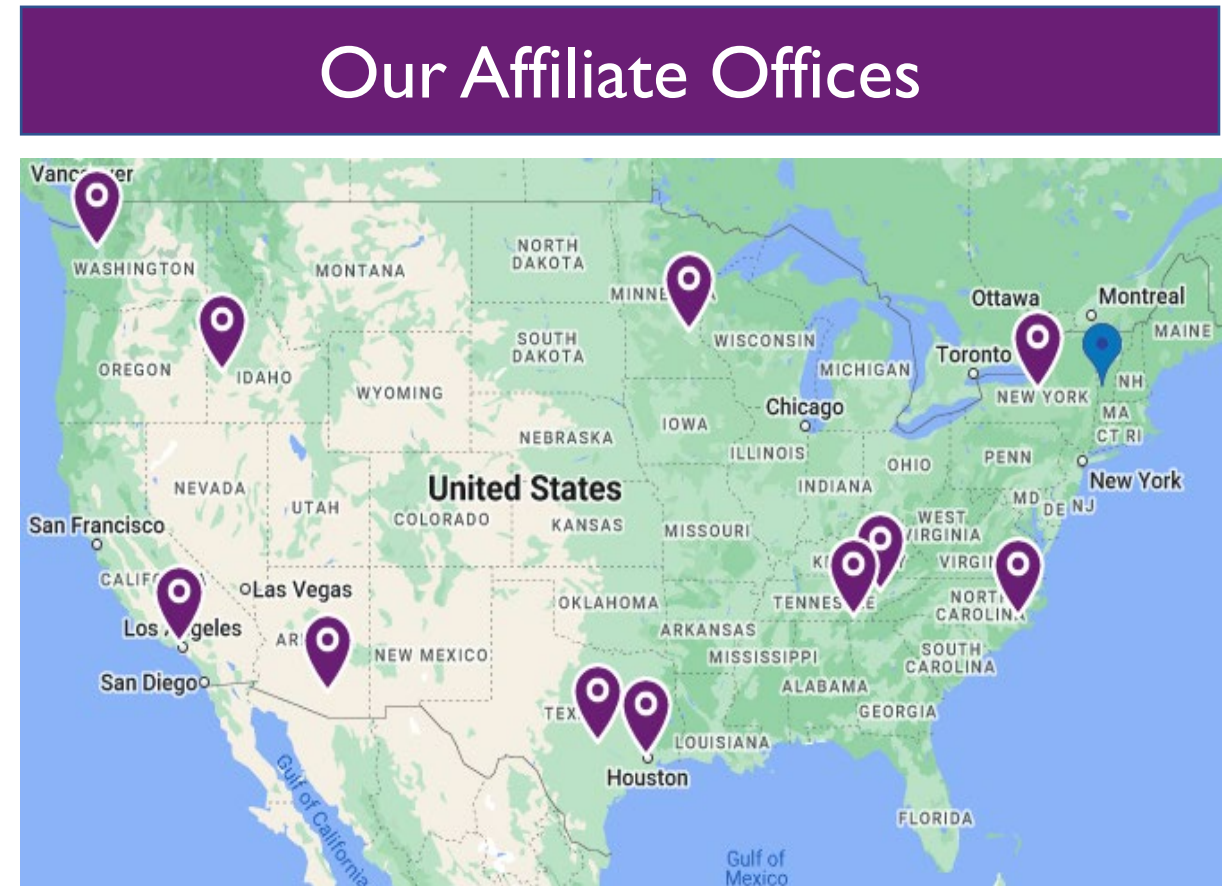 Our Affiliate Offices
WASHINGTON
MONTANA
NORTH
DAKOTA
Ottawa
Montreal
MAINE
OREGON
IDAHO
SOUTH
DAKOTA
WISCONSIN
MICHIGAN
Toronto
NH
WYOMING
NEW YORK
MA
Chicago
IOWA
NEBRASKA
CT RI
ILLINOIS
OHIO
PENN
New York
United States
NEVADA
UTAH
COLORADO
KANSAS
MISSOURI
INDIANA
MD
DE
NJ
WEST
VIRGINIA
San Francisco
Las Vegas
OKLAHOMA
ARKANSAS
NEW MEXICO
MISSISSIPPI
SOUTH
CAROLINA
San Diego
ALABAMA
GEORGIA
LOUISIANA
Houston
FLORIDA
Gulf of California
Gulf of
Mexico